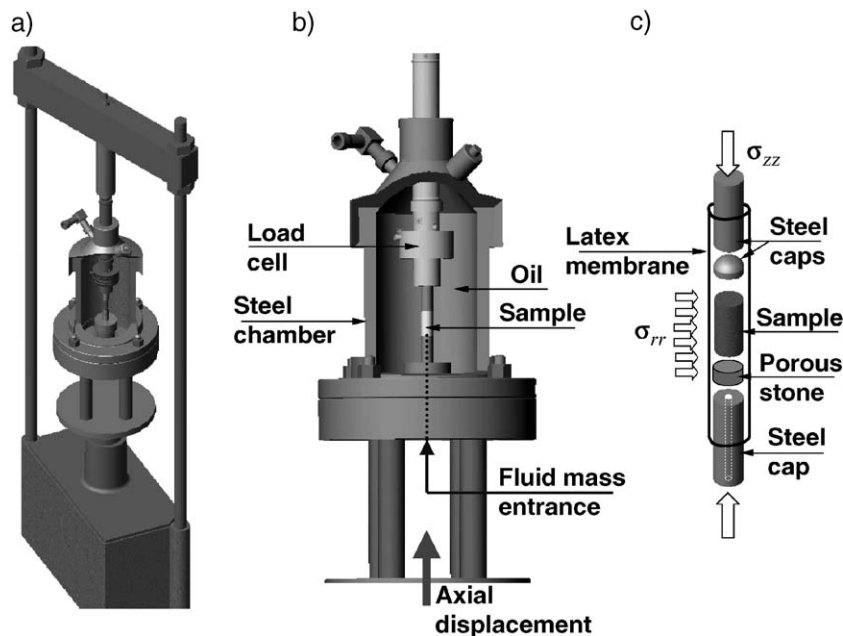 a)
b)
c)
Load
cell
Steel
chamber
Oil
Sample
Fluid mass
entrance
Axial
displacement
σzz
Latex
membrane
Steel
caps
σrr
Sample
Porous
stone
Steel
cap